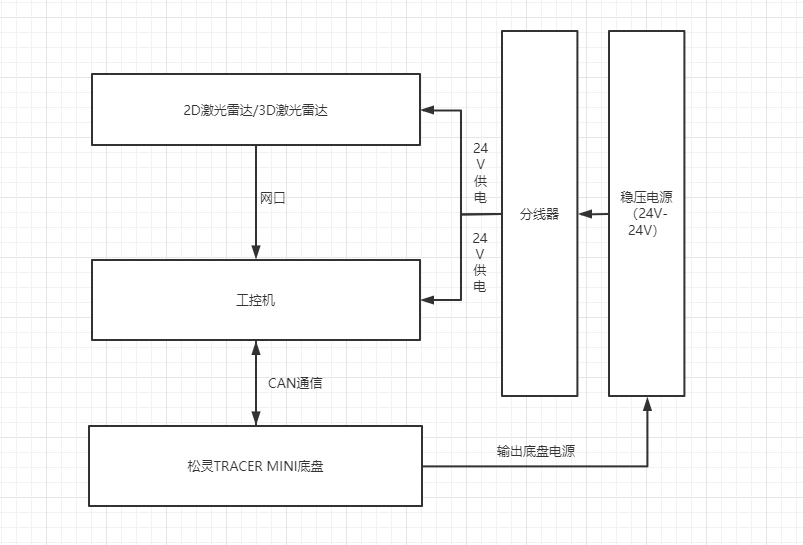 2D激光雷达/3D激光雷达
网口
工控机
CAN通信
松灵TRACER MINI底盘
24
V
供
电
24
V
供
电
分线器
稳压电源
（24V-
24V）
输出底盘电源